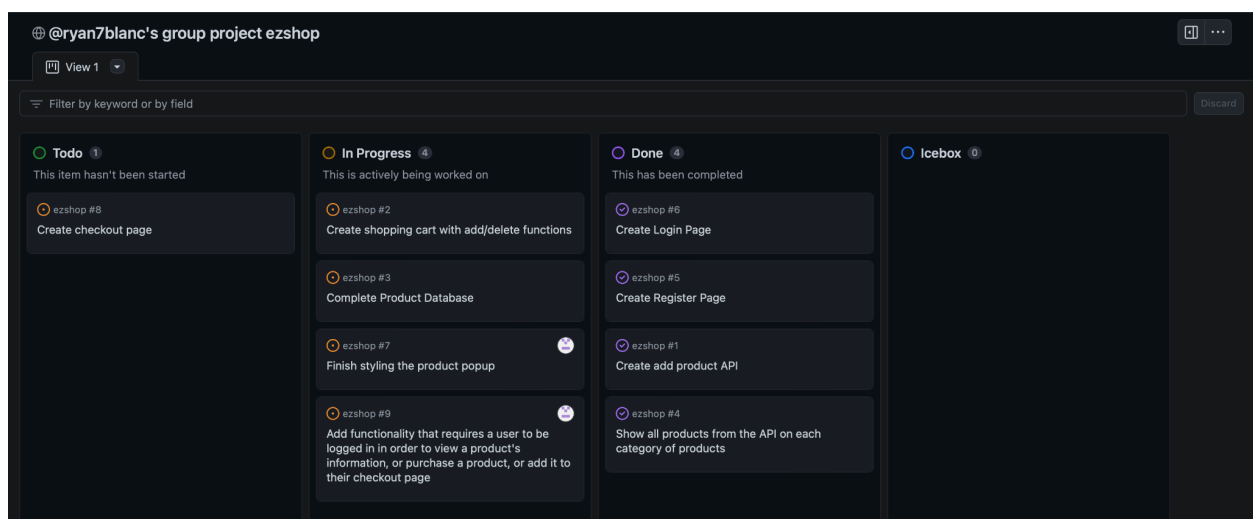 @ryan7blanc's group project ezshop
View 1
Filter by keyword or by field
Discard
Todo 1
This item hasn't been started
ezshop #8
Create checkout page
In Progress 4
This is actively being worked on
ezshop #2
Create shopping cart with add/delete functions
ezshop #3
Complete Product Database
ezshop #7
Finish styling the product popup
ezshop #9
Add functionality that requires a user to be
logged in in order to view a product's
information, or purchase a product, or add it to
their checkout page
Done 4
This has been completed
ezshop #6
Create Login Page
ezshop #5
Create Register Page
ezshop #1
Create add product API
ezshop #4
Show all products from the API on each
category of products
Icebox 0